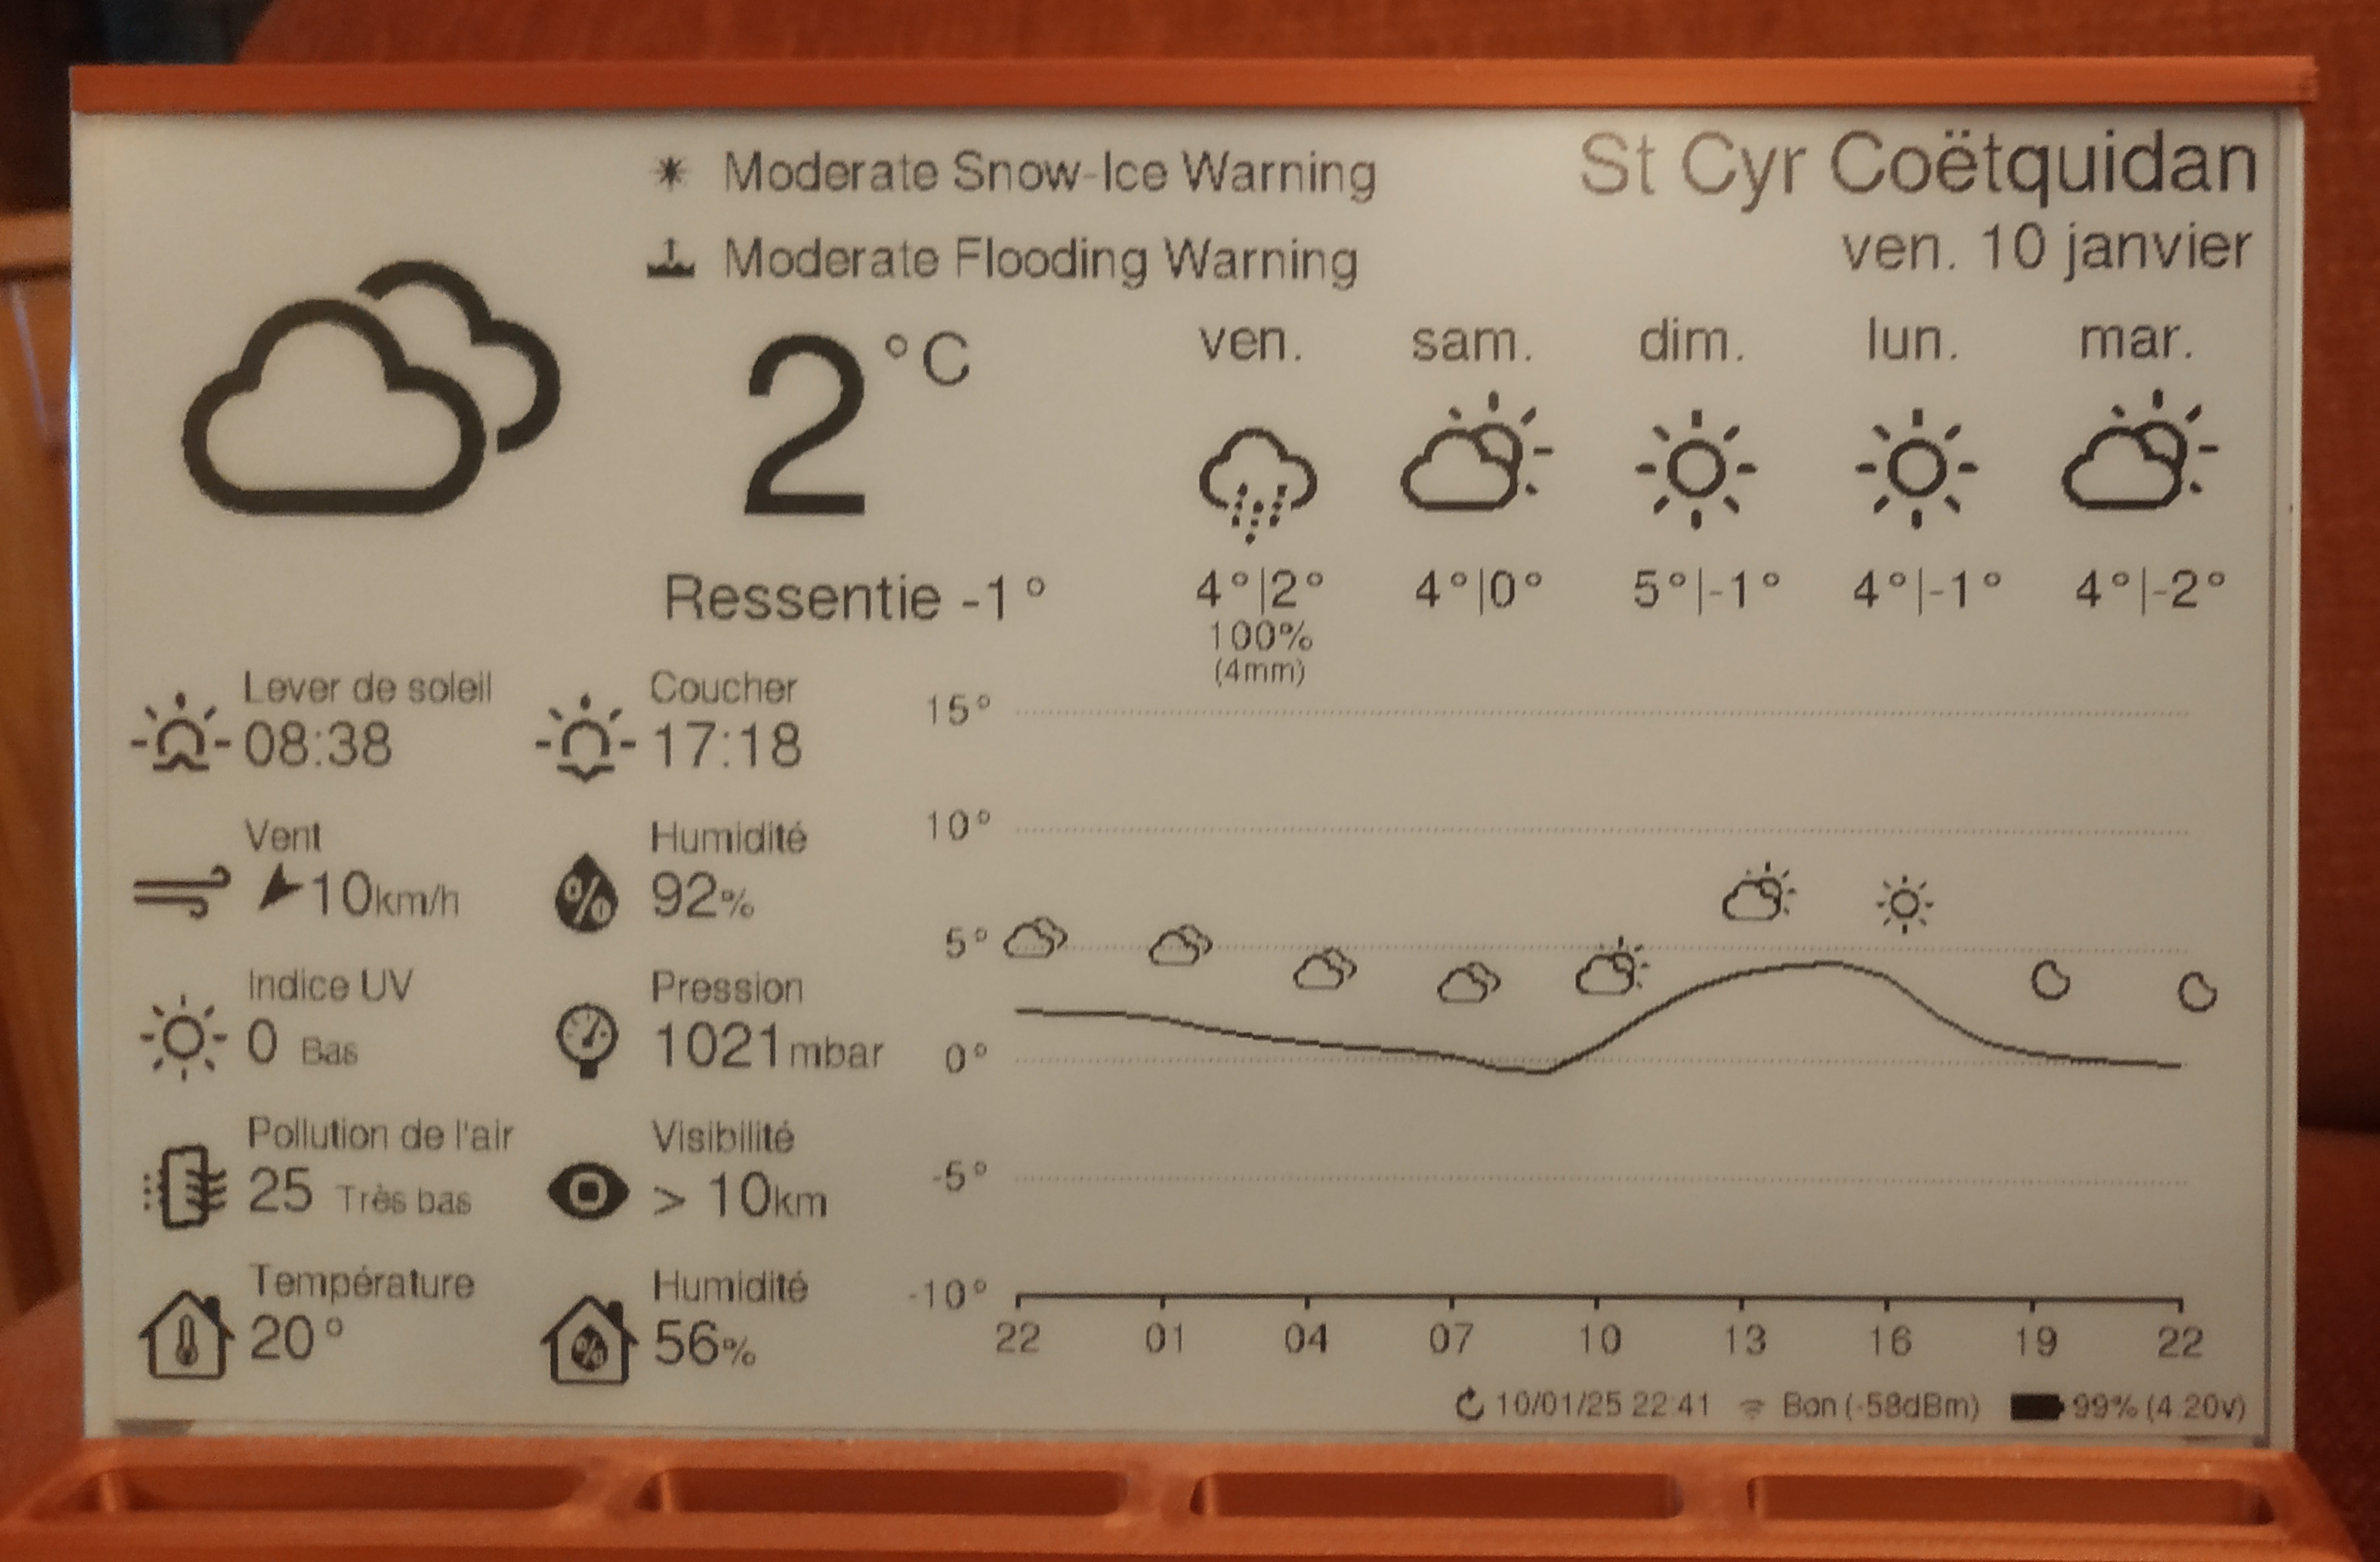 Moderate Snow-Ice Warning
Moderate Flooding Warning
St Cyr Coëtquidan
ven. 10 janvier
2°C
Ressentie -1°
ven. sam. dim. lun. mar.
4°|2° 4°|0° 5°|-1° 4°|-1° 4°|-2°
100%
(4mm)
Lever de soleil
08:38
Coucher
17:18
Vent
10km/h
Humidité
92%
Indice UV
0 Bas
Pression
1021mbar
Pollution de l'air
25 Très bas
Visibilité
> 10km
Température
20°
Humidité
56%
15°
10°
5°
0°
-5°
-10°
22 01 04 07 10 13 16 19 22
10/01/25 22:41 Bon (-58dBm) 99% (4.20v)